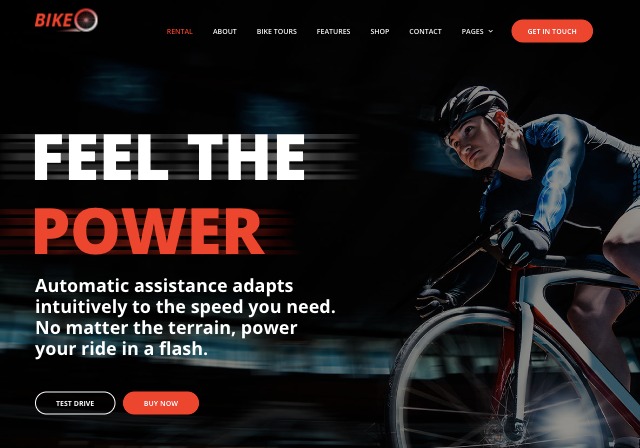 BIKE
RENTAL ABOUT BIKE TOURS FEATURES SHOP CONTACT PAGES GET IN TOUCH
FEEL THE
POWER
Automatic assistance adapts
intuitively to the speed you need.
No matter the terrain, power
your ride in a flash.
TEST DRIVE BUY NOW